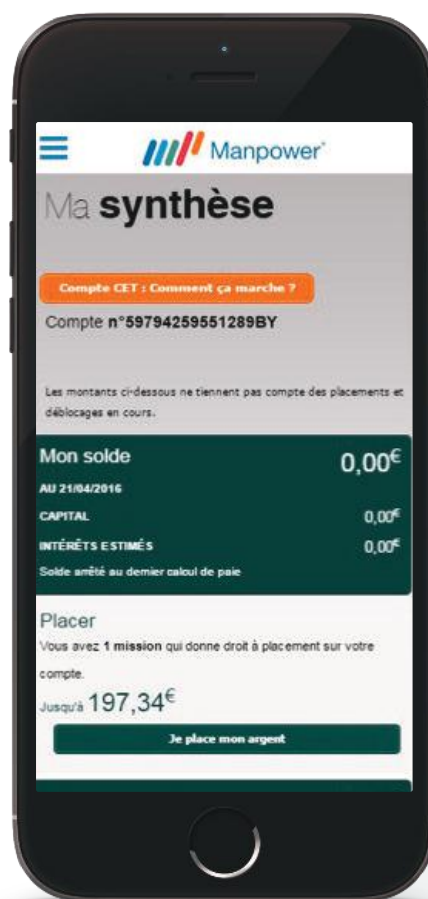 Manpower
Ma synthèse
Compte CET : Comment ça marche ?
Compte n°59794259551289BY
Les montants ci-dessous ne tiennent pas compte des placements et
déblocages en cours.
Mon solde 0,00€
AU 21/04/2016
CAPITAL 0,00€
INTÉRÊTS ESTIMÉS 0,00€
Solde arrêté au dernier calcul de paie
Placer
Vous avez 1 mission qui donne droit à placement sur votre
compte.
Jusqu'à 197,34€
Je place mon argent